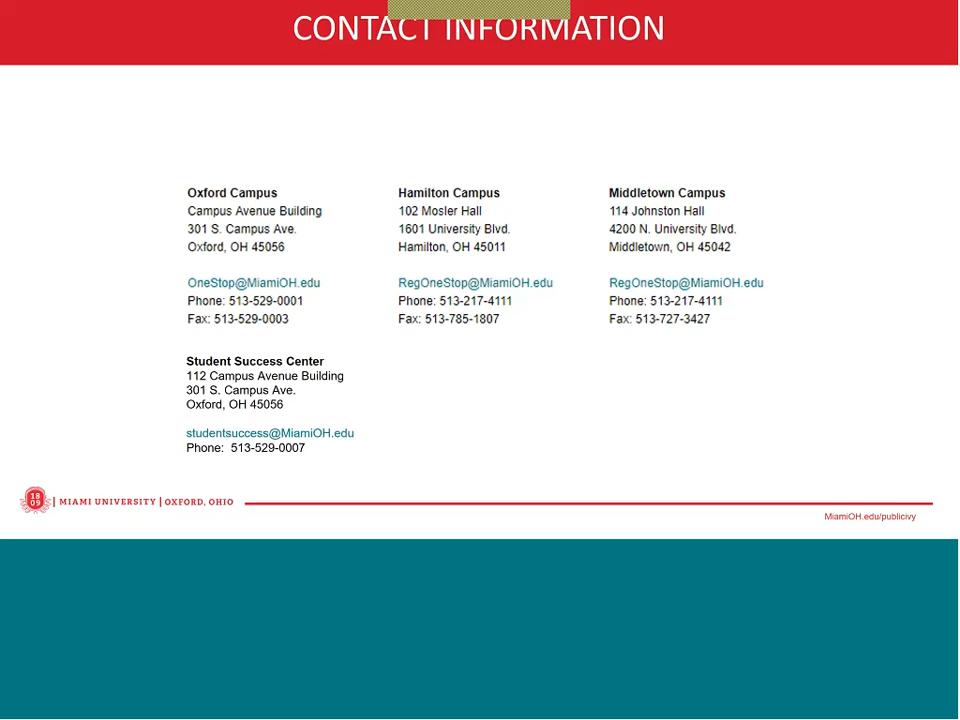 CONTACT INFORMATION
Oxford Campus
Campus Avenue Building
301 S. Campus Ave.
Oxford, OH 45056
OneStop@MiamiOH.edu
Phone: 513-529-0001
Fax: 513-529-0003
Hamilton Campus
102 Mosler Hall
1601 University Blvd.
Hamilton, OH 45011
RegOneStop@MiamiOH.edu
Phone: 513-217-4111
Fax: 513-785-1807
Middletown Campus
114 Johnston Hall
4200 N. University Blvd.
Middletown, OH 45042
RegOneStop@MiamiOH.edu
Phone: 513-217-4111
Fax: 513-727-3427
Student Success Center
112 Campus Avenue Building
301 S. Campus Ave.
Oxford, OH 45056
studentsuccess@MiamiOH.edu
Phone: 513-529-0007
18
09
MIAMI UNIVERSITY | OXFORD, OHIO
MiamiOH.edu/publicivy